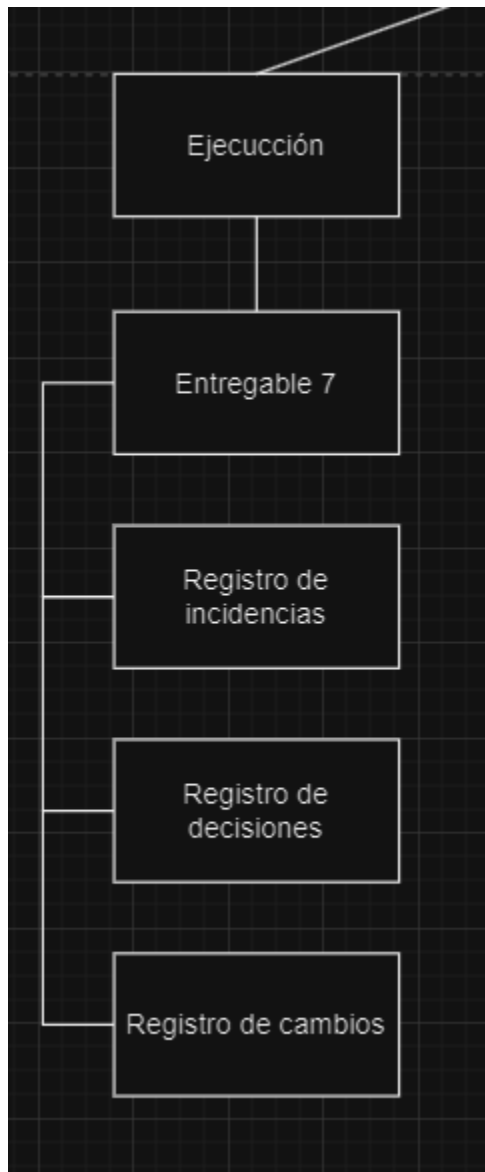 Ejecucción
Entregable 7
Registro de
incidencias
Registro de
decisiones
Registro de cambios